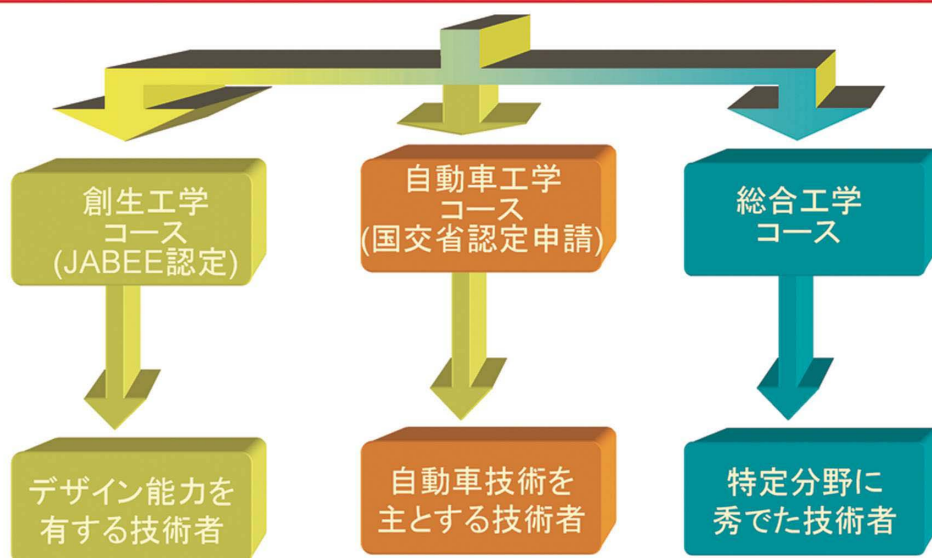 創生工学
コース
(JABEE認定)
自動車工学
コース
(国交省認定申請)
総合工学
コース
デザイン能力を
有する技術者
自動車技術を
主とする技術者
特定分野に
秀でた技術者